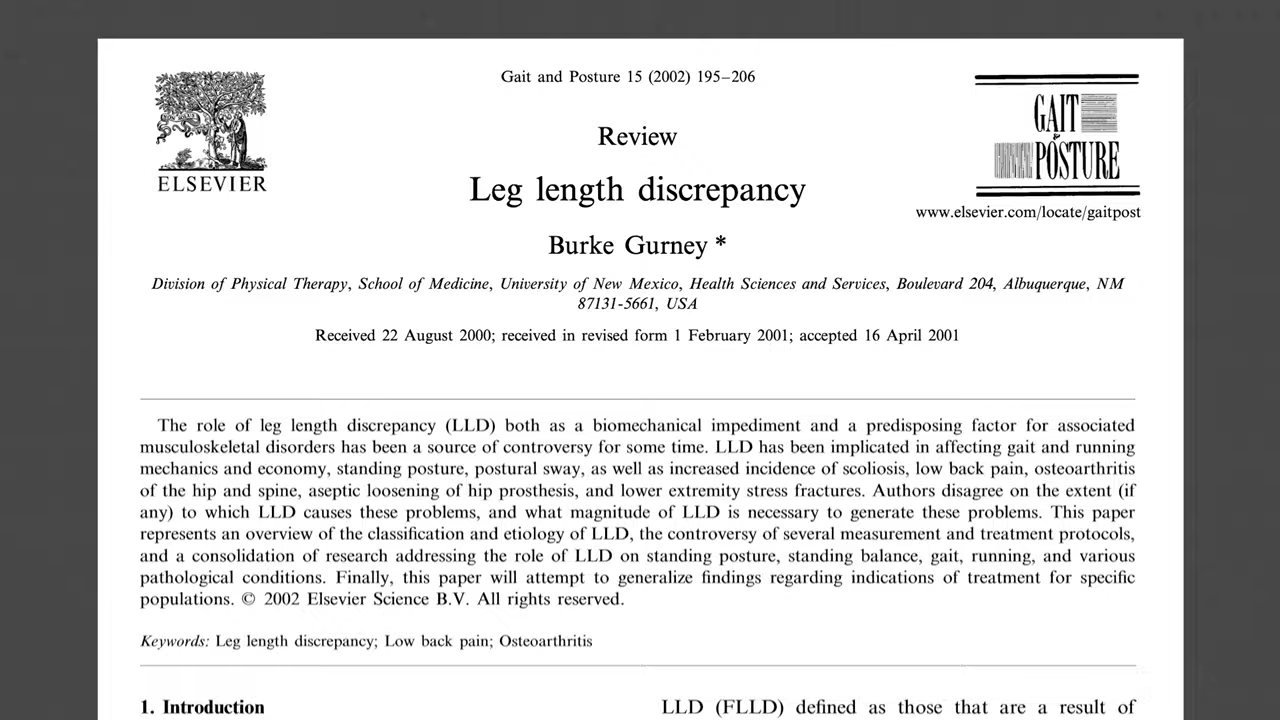 ELSEVIER
Gait and Posture 15 (2002) 195–206
GAIT
&
POSTURE
www.elsevier.com/locate/gaitpost
Review
Leg length discrepancy
Burke Gurney *
Division of Physical Therapy, School of Medicine, University of New Mexico, Health Sciences and Services, Boulevard 204, Albuquerque, NM
87131-5661, USA
Received 22 August 2000; received in revised form 1 February 2001; accepted 16 April 2001
The role of leg length discrepancy (LLD) both as a biomechanical impediment and a predisposing factor for associated
musculoskeletal disorders has been a source of controversy for some time. LLD has been implicated in affecting gait and running
mechanics and economy, standing posture, postural sway, as well as increased incidence of scoliosis, low back pain, osteoarthritis
of the hip and spine, aseptic loosening of hip prosthesis, and lower extremity stress fractures. Authors disagree on the extent (if
any) to which LLD causes these problems, and what magnitude of LLD is necessary to generate these problems. This paper
represents an overview of the classification and etiology of LLD, the controversy of several measurement and treatment protocols,
and a consolidation of research addressing the role of LLD on standing posture, standing balance, gait, running, and various
pathological conditions. Finally, this paper will attempt to generalize findings regarding indications of treatment for specific
populations. © 2002 Elsevier Science B.V. All rights reserved.
Keywords: Leg length discrepancy; Low back pain; Osteoarthritis
1. Introduction
LLD (FLLD) defined as those that are a result of